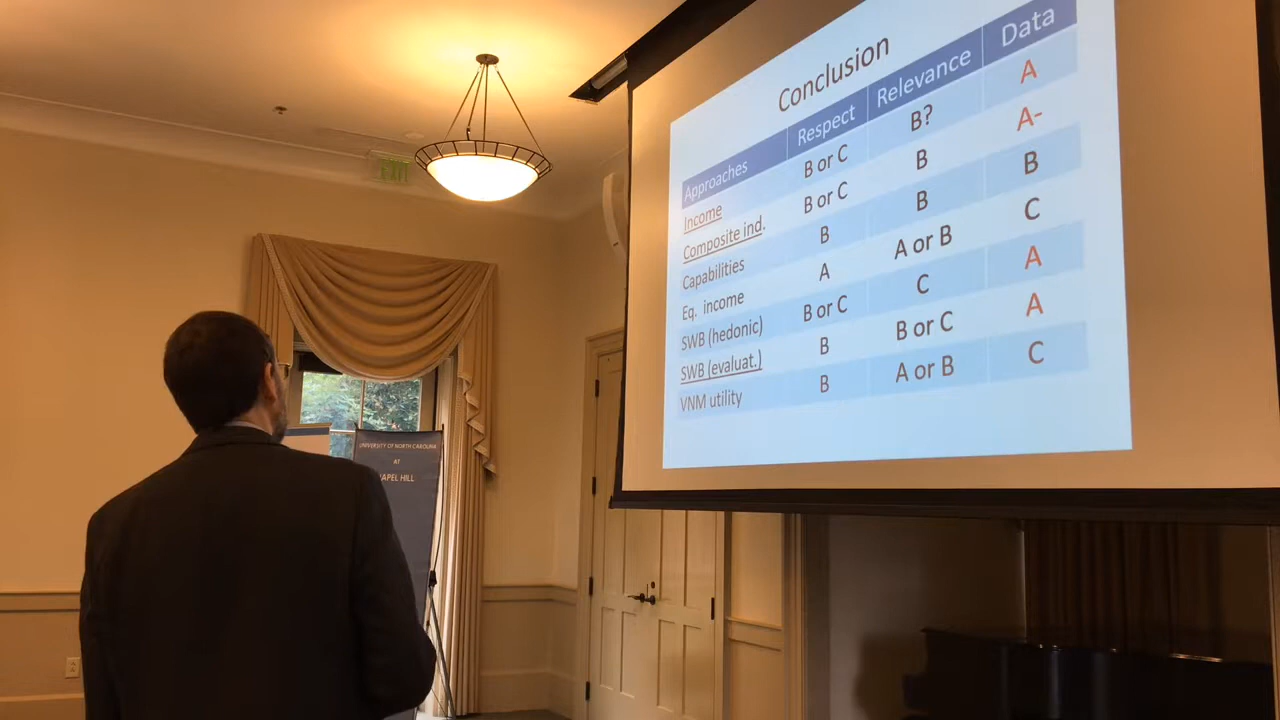 Conclusion
Approaches Respect Relevance Data
Income B or C B? A
Composite ind. B or C B A-
Capabilities B B B
Eq. income A A or B C
SWB (hedonic) B or C C A
SWB (evaluat.) B B or C A
VNM utility B A or B C
EXIT
UNIVERSITY OF NORTH CAROLINA
AT
APEL HILL